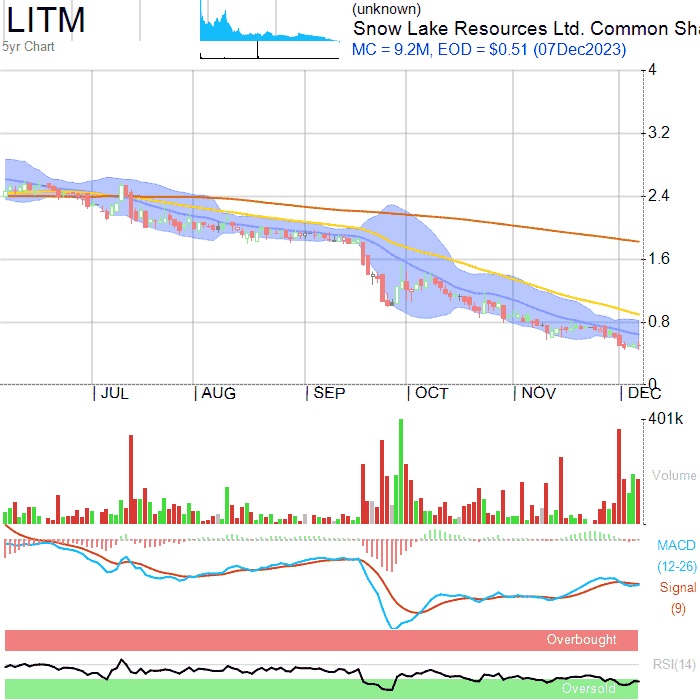 LITM
5yr Chart
(unknown)
Snow Lake Resources Ltd. Common Sha
MC = 9.2M, EOD = $0.51 (07Dec2023)
4
3.2
2.4
1.6
0.8
0
JUL AUG SEP OCT NOV DEC
401k
Volume
MACD
(12-26)
Signal
(9)
Overbought
RSI(14)
Oversold